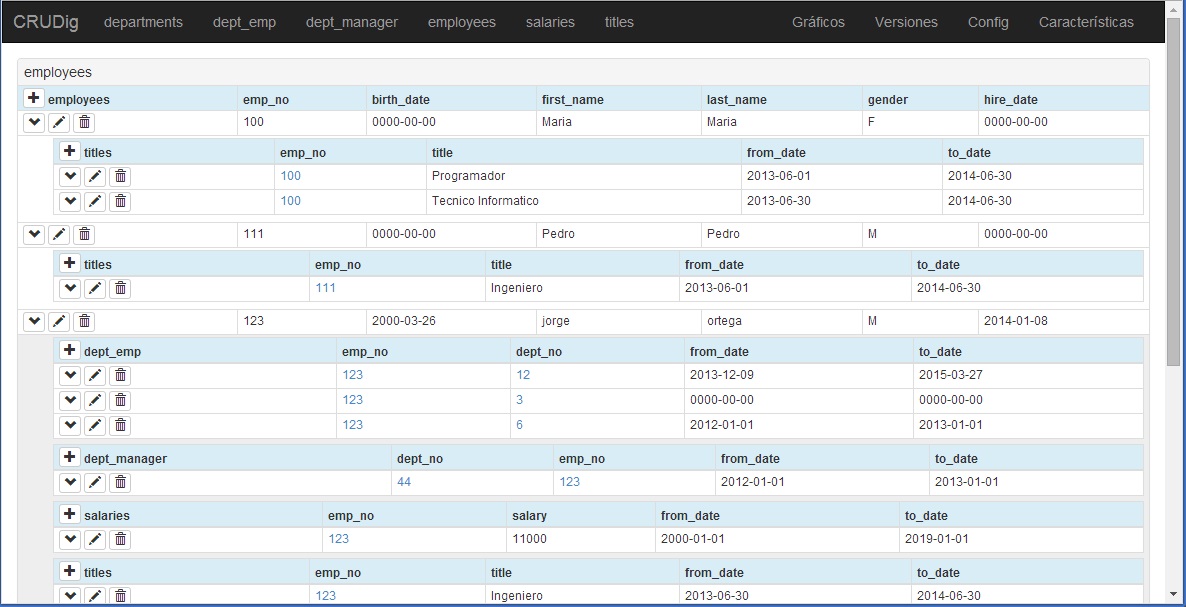 CRUDig departments dept_emp dept_manager employees salaries titles Gráficos Versiones Config Características
employees
employees emp_no birth_date first_name last_name gender hire_date
100 0000-00-00 Maria Maria F 0000-00-00
titles emp_no title from_date to_date
100 Programador 2013-06-01 2014-06-30
100 Tecnico Informatico 2013-06-30 2014-06-30
111 0000-00-00 Pedro Pedro M 0000-00-00
titles emp_no title from_date to_date
111 Ingeniero 2013-06-01 2014-06-30
123 2000-03-26 jorge ortega M 2014-01-08
dept_emp emp_no dept_no from_date to_date
123 12 2013-12-09 2015-03-27
123 3 0000-00-00 0000-00-00
123 6 2012-01-01 2013-01-01
dept_manager dept_no emp_no from_date to_date
44 123 2012-01-01 2013-01-01
salaries emp_no salary from_date to_date
123 11000 2000-01-01 2019-01-01
titles emp_no title from_date to_date
123 Ingeniero 2013-06-30 2014-06-30